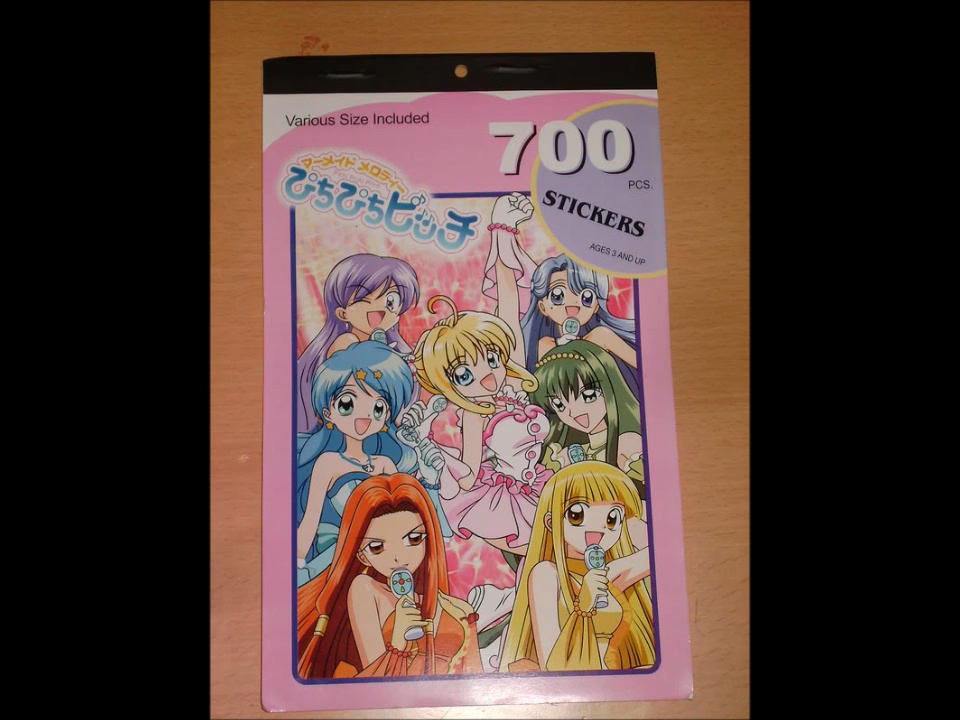 Various Size Included
700
PCS.
STICKERS
AGES 3 AND UP
マーメイド メロディー
ぴちぴちピッチ